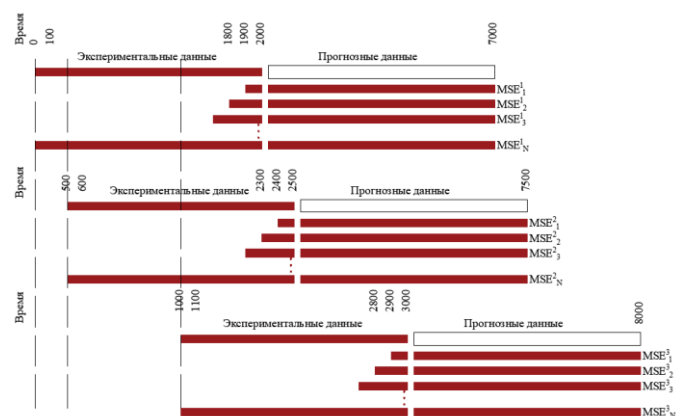 Время
0
100
1800
1900
2000
7000
Экспериментальные данные
Прогнозные данные
MSE¹₁
MSE¹₂
MSE¹₃
MSE¹N
Время
500
600
2300
2400
2500
7500
Экспериментальные данные
Прогнозные данные
MSE²₁
MSE²₂
MSE²₃
MSE²N
Время
1000
1100
2800
2900
3000
8000
Экспериментальные данные
Прогнозные данные
MSE³₁
MSE³₂
MSE³₃
MSE³N